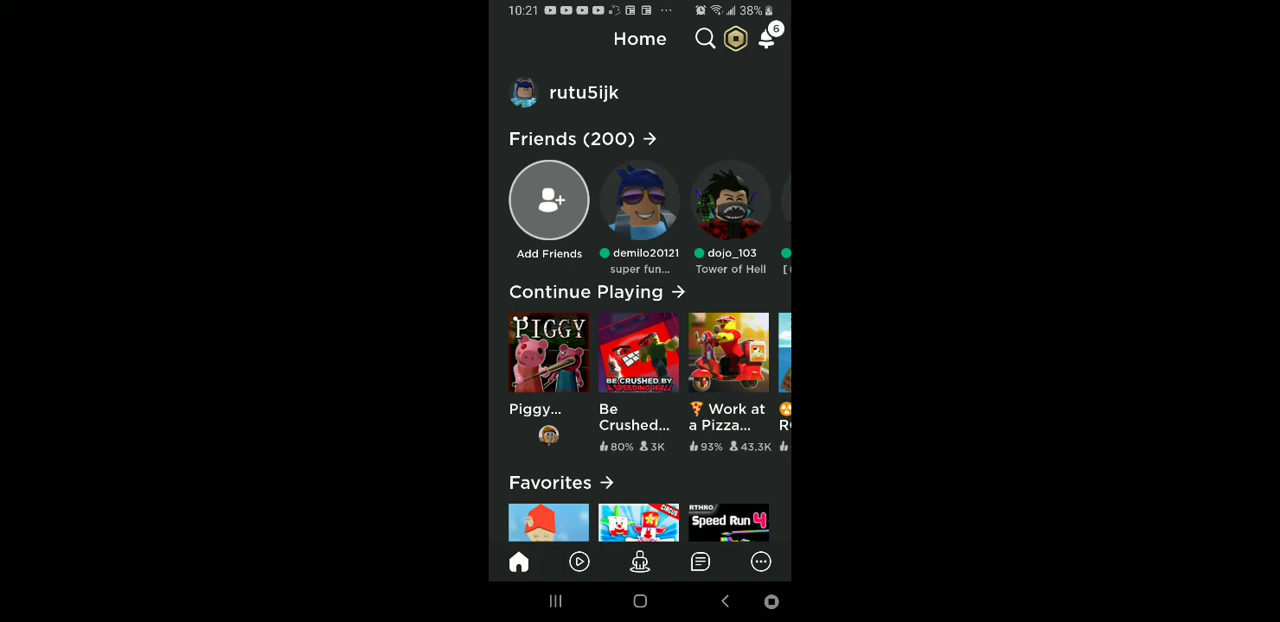 10:21 ... 38%
Home
6
rutu5ijk
Friends (200) →
Add Friends
demilo20121
super fun...
dojo_103
Tower of Hell
[
Continue Playing →
PIGGY
BE CRUSHED BY
A SPEEDING WALL
Piggy...
Be
Crushed...
80% 3K
🍕 Work at
a Pizza...
93% 43.3K
Favorites →
CIRCUS
RTHRO
Speed Run 4